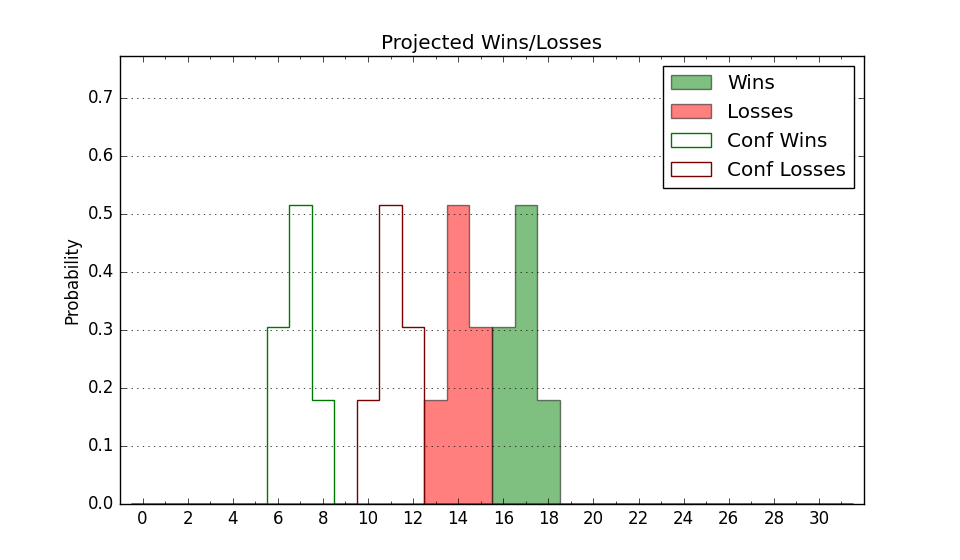 Projected Wins/Losses
Wins
Losses
Conf Wins
Conf Losses
Probability
0.7
0.6
0.5
0.4
0.3
0.2
0.1
0.0
0 2 4 6 8 10 12 14 16 18 20 22 24 26 28 30